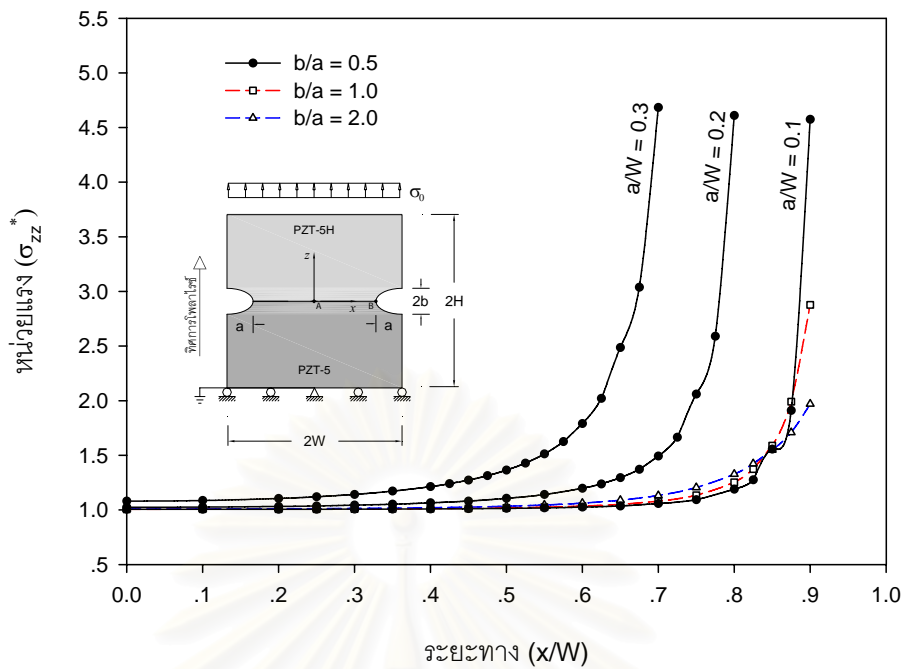 5.5
5.0
4.5
4.0
3.5
3.0
2.5
2.0
1.5
1.0
.5
หน่วยแรง (σzz*)
b/a = 0.5
b/a = 1.0
b/a = 2.0
a/W = 0.3
a/W = 0.2
a/W = 0.1
σ0
PZT-5H
z
ทิศการโพลาไรซ์
A
x
B
2b
2H
a
a
PZT-5
2W
0.0 .1 .2 .3 .4 .5 .6 .7 .8 .9 1.0
ระยะทาง (x/W)